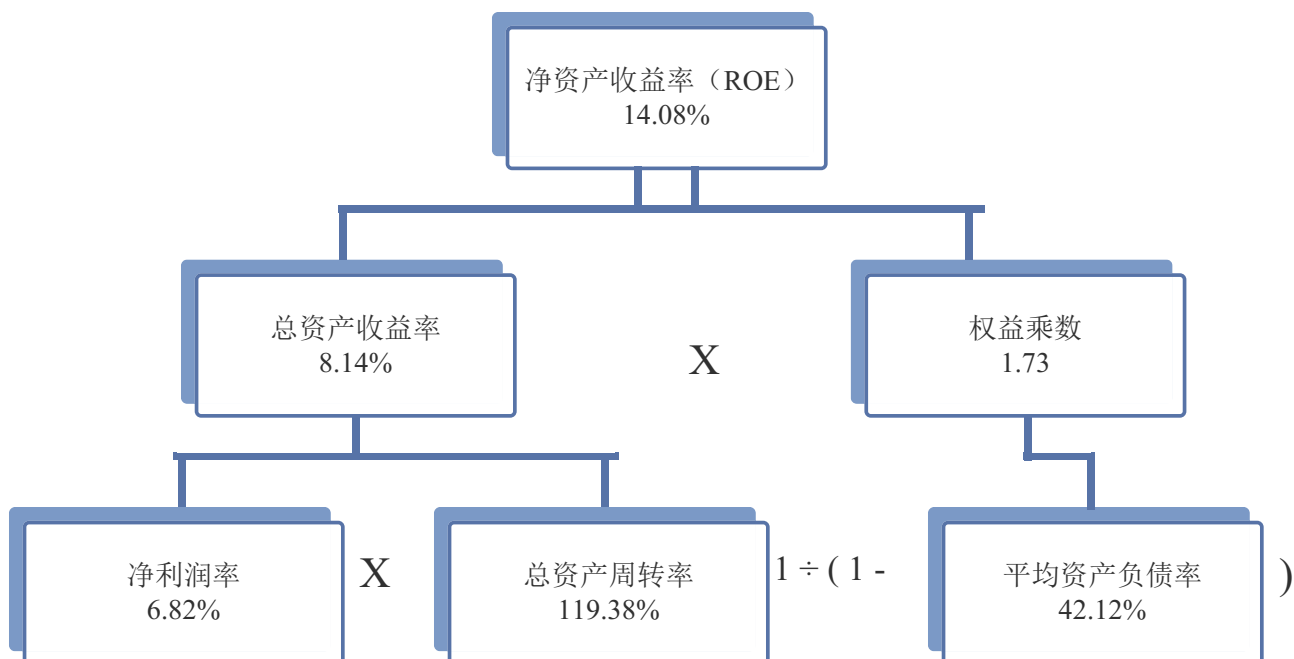 净资产收益率（ROE）
14.08%
总资产收益率
8.14%
X
权益乘数
1.73
净利润率
6.82%
X
总资产周转率
119.38%
1 ÷ ( 1 -
平均资产负债率
42.12%
)